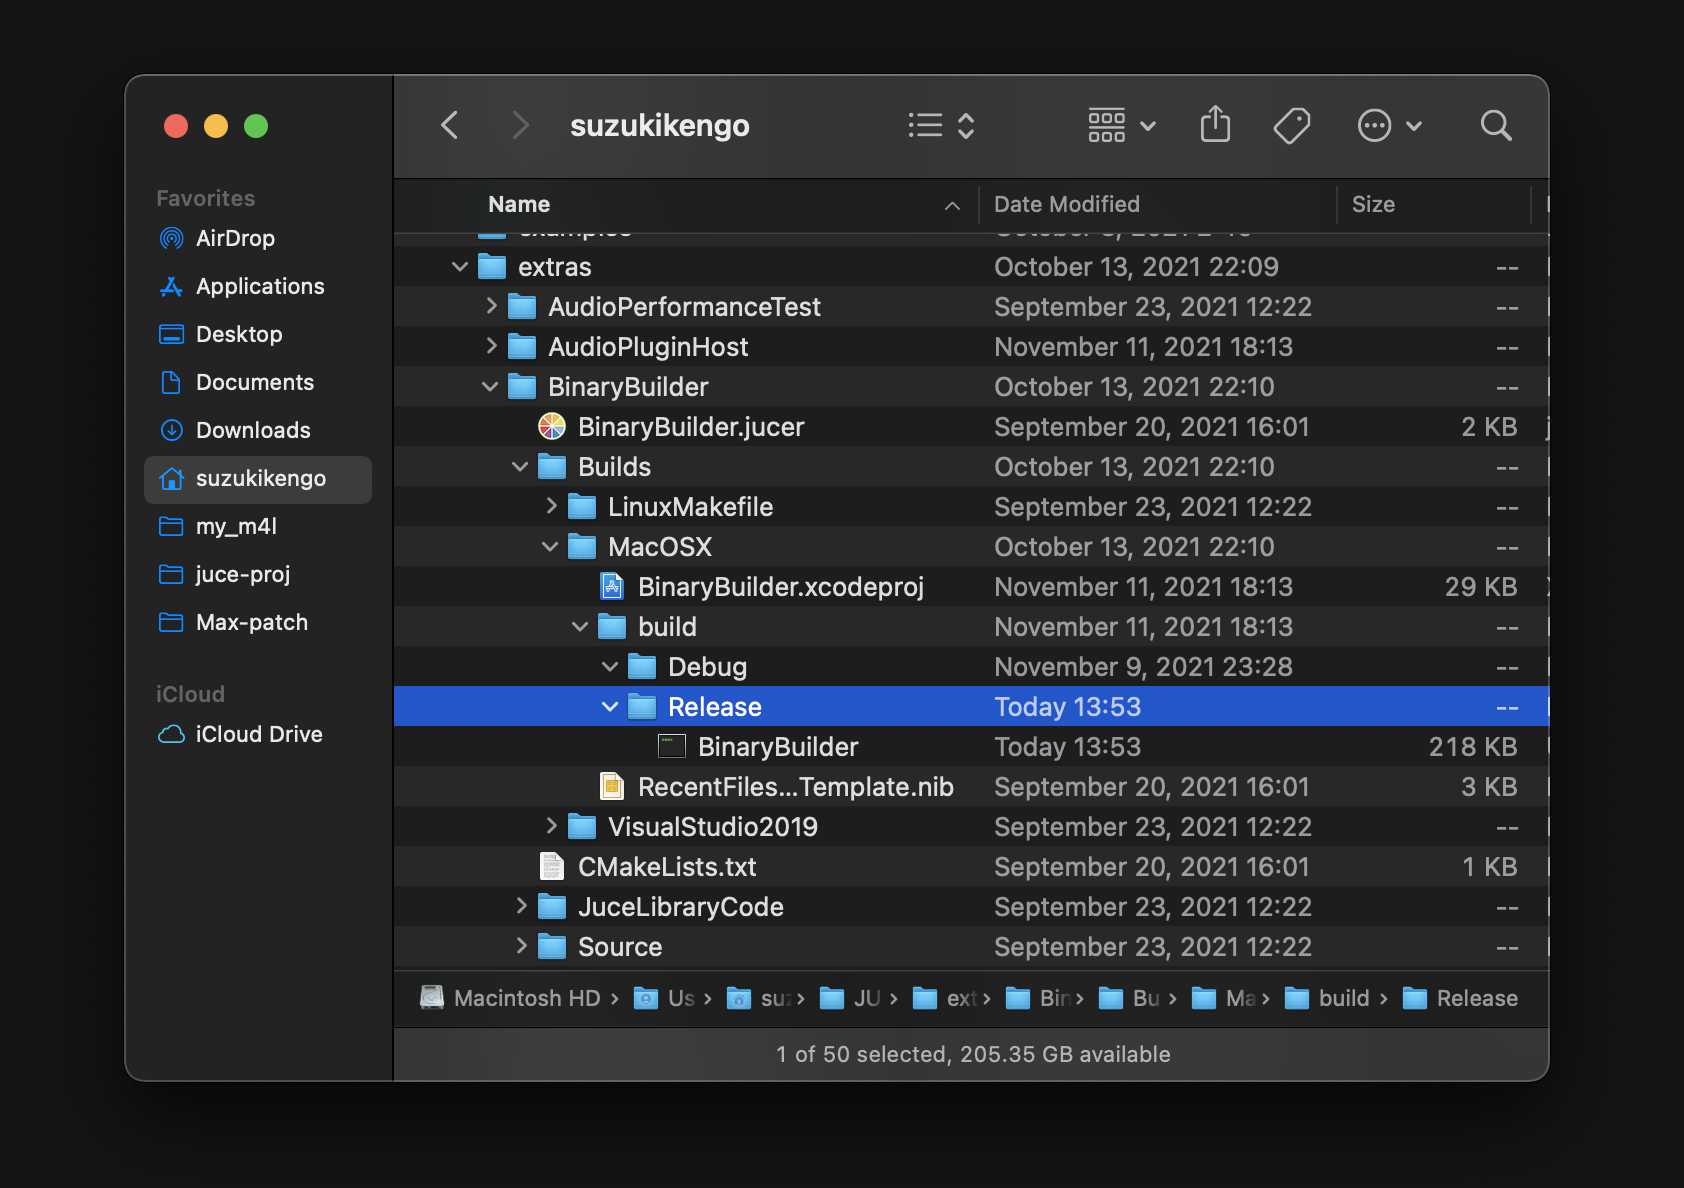 suzukikengo
Favorites
AirDrop
Applications
Desktop
Documents
Downloads
suzukikengo
my_m4l
juce-proj
Max-patch
iCloud
iCloud Drive
Name Date Modified Size
extras October 13, 2021 22:09 --
AudioPerformanceTest September 23, 2021 12:22 --
AudioPluginHost November 11, 2021 18:13 --
BinaryBuilder October 13, 2021 22:10 --
BinaryBuilder.jucer September 20, 2021 16:01 2 KB
Builds October 13, 2021 22:10 --
LinuxMakefile September 23, 2021 12:22 --
MacOSX October 13, 2021 22:10 --
BinaryBuilder.xcodeproj November 11, 2021 18:13 29 KB
build November 11, 2021 18:13 --
Debug November 9, 2021 23:28 --
Release Today 13:53 --
BinaryBuilder Today 13:53 218 KB
RecentFiles...Template.nib September 20, 2021 16:01 3 KB
VisualStudio2019 September 23, 2021 12:22 --
CMakeLists.txt September 20, 2021 16:01 1 KB
JuceLibraryCode September 23, 2021 12:22 --
Source September 23, 2021 12:22 --
Macintosh HD › Us › suz › JU › ext › Bin › Bu › Ma › build › Release
1 of 50 selected, 205.35 GB available